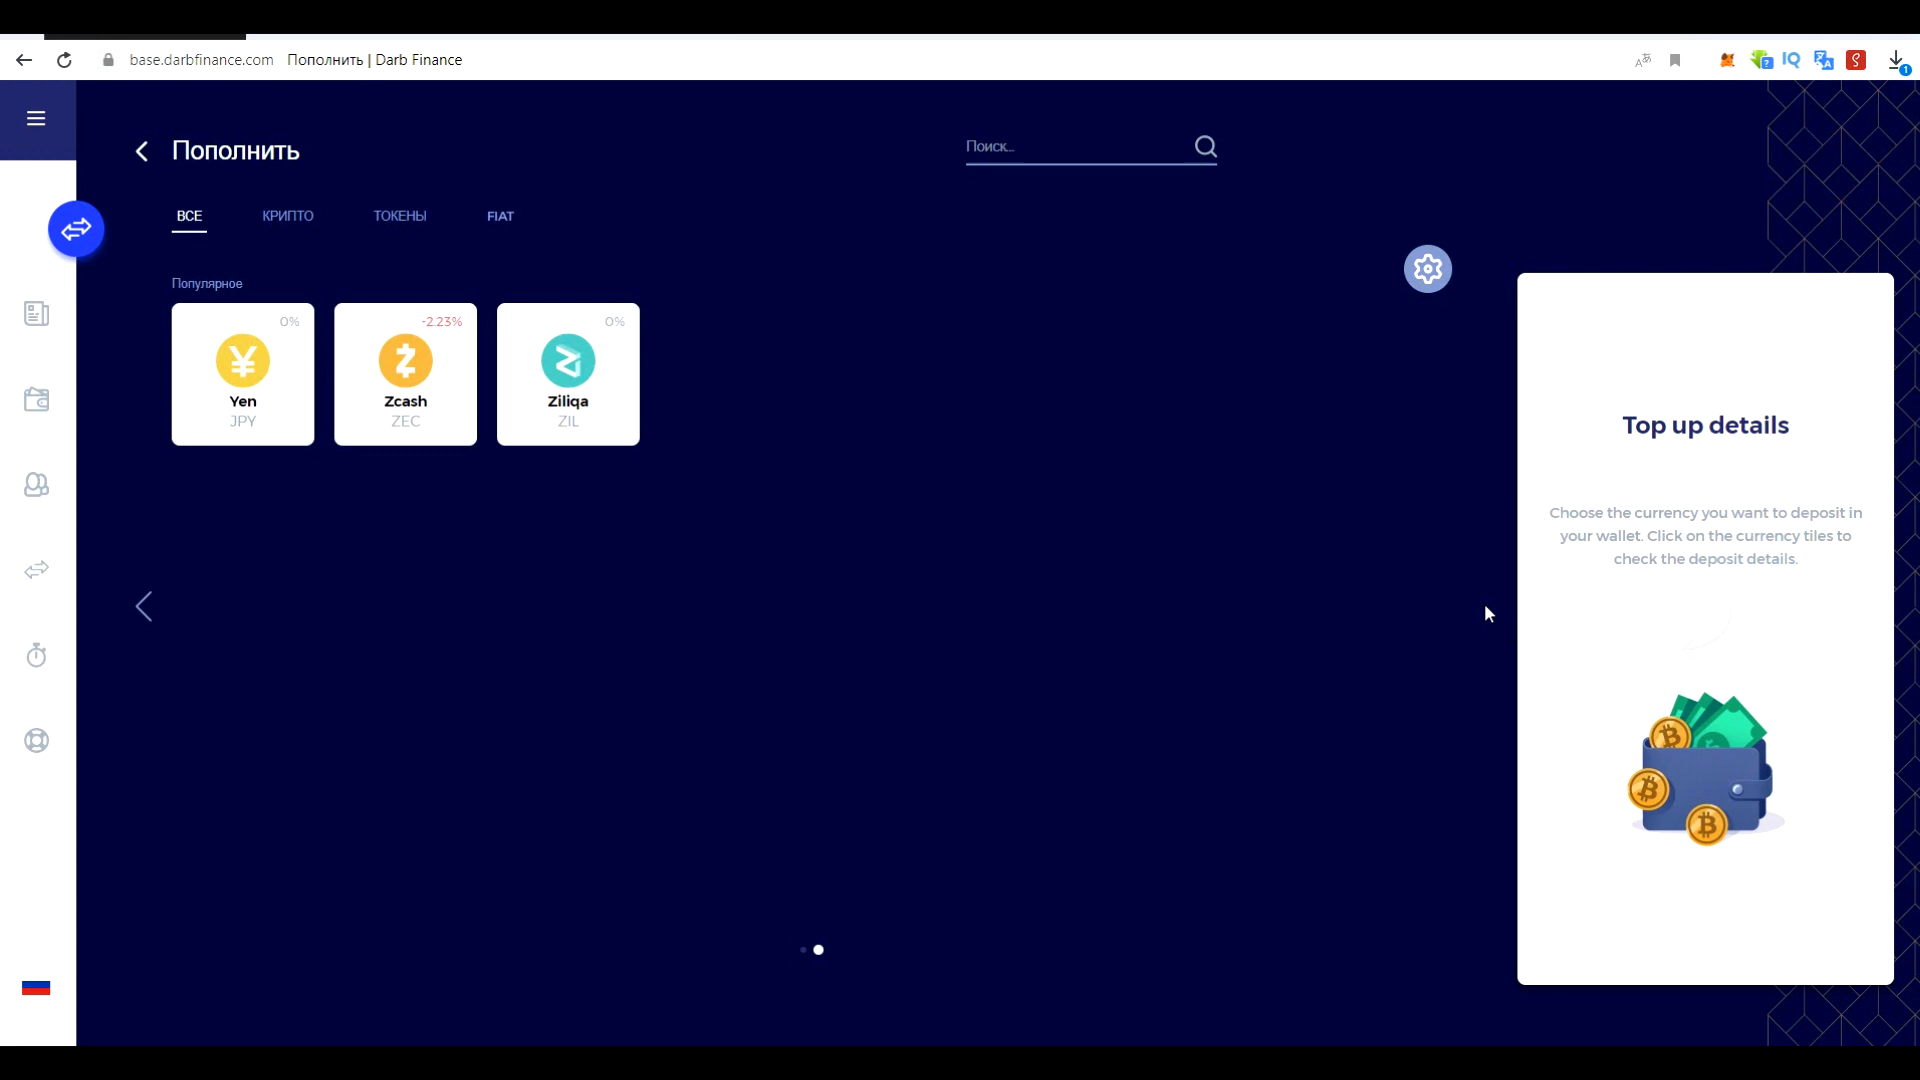 base.darbfinance.com Пополнить | Darb Finance
IQ
1
Пополнить
Поиск...
ВСЕ
КРИПТО
ТОКЕНЫ
FIAT
Популярное
0%
Yen
JPY
-2.23%
Zcash
ZEC
0%
Ziliqa
ZIL
Top up details
Choose the currency you want to deposit in
your wallet. Click on the currency tiles to
check the deposit details.